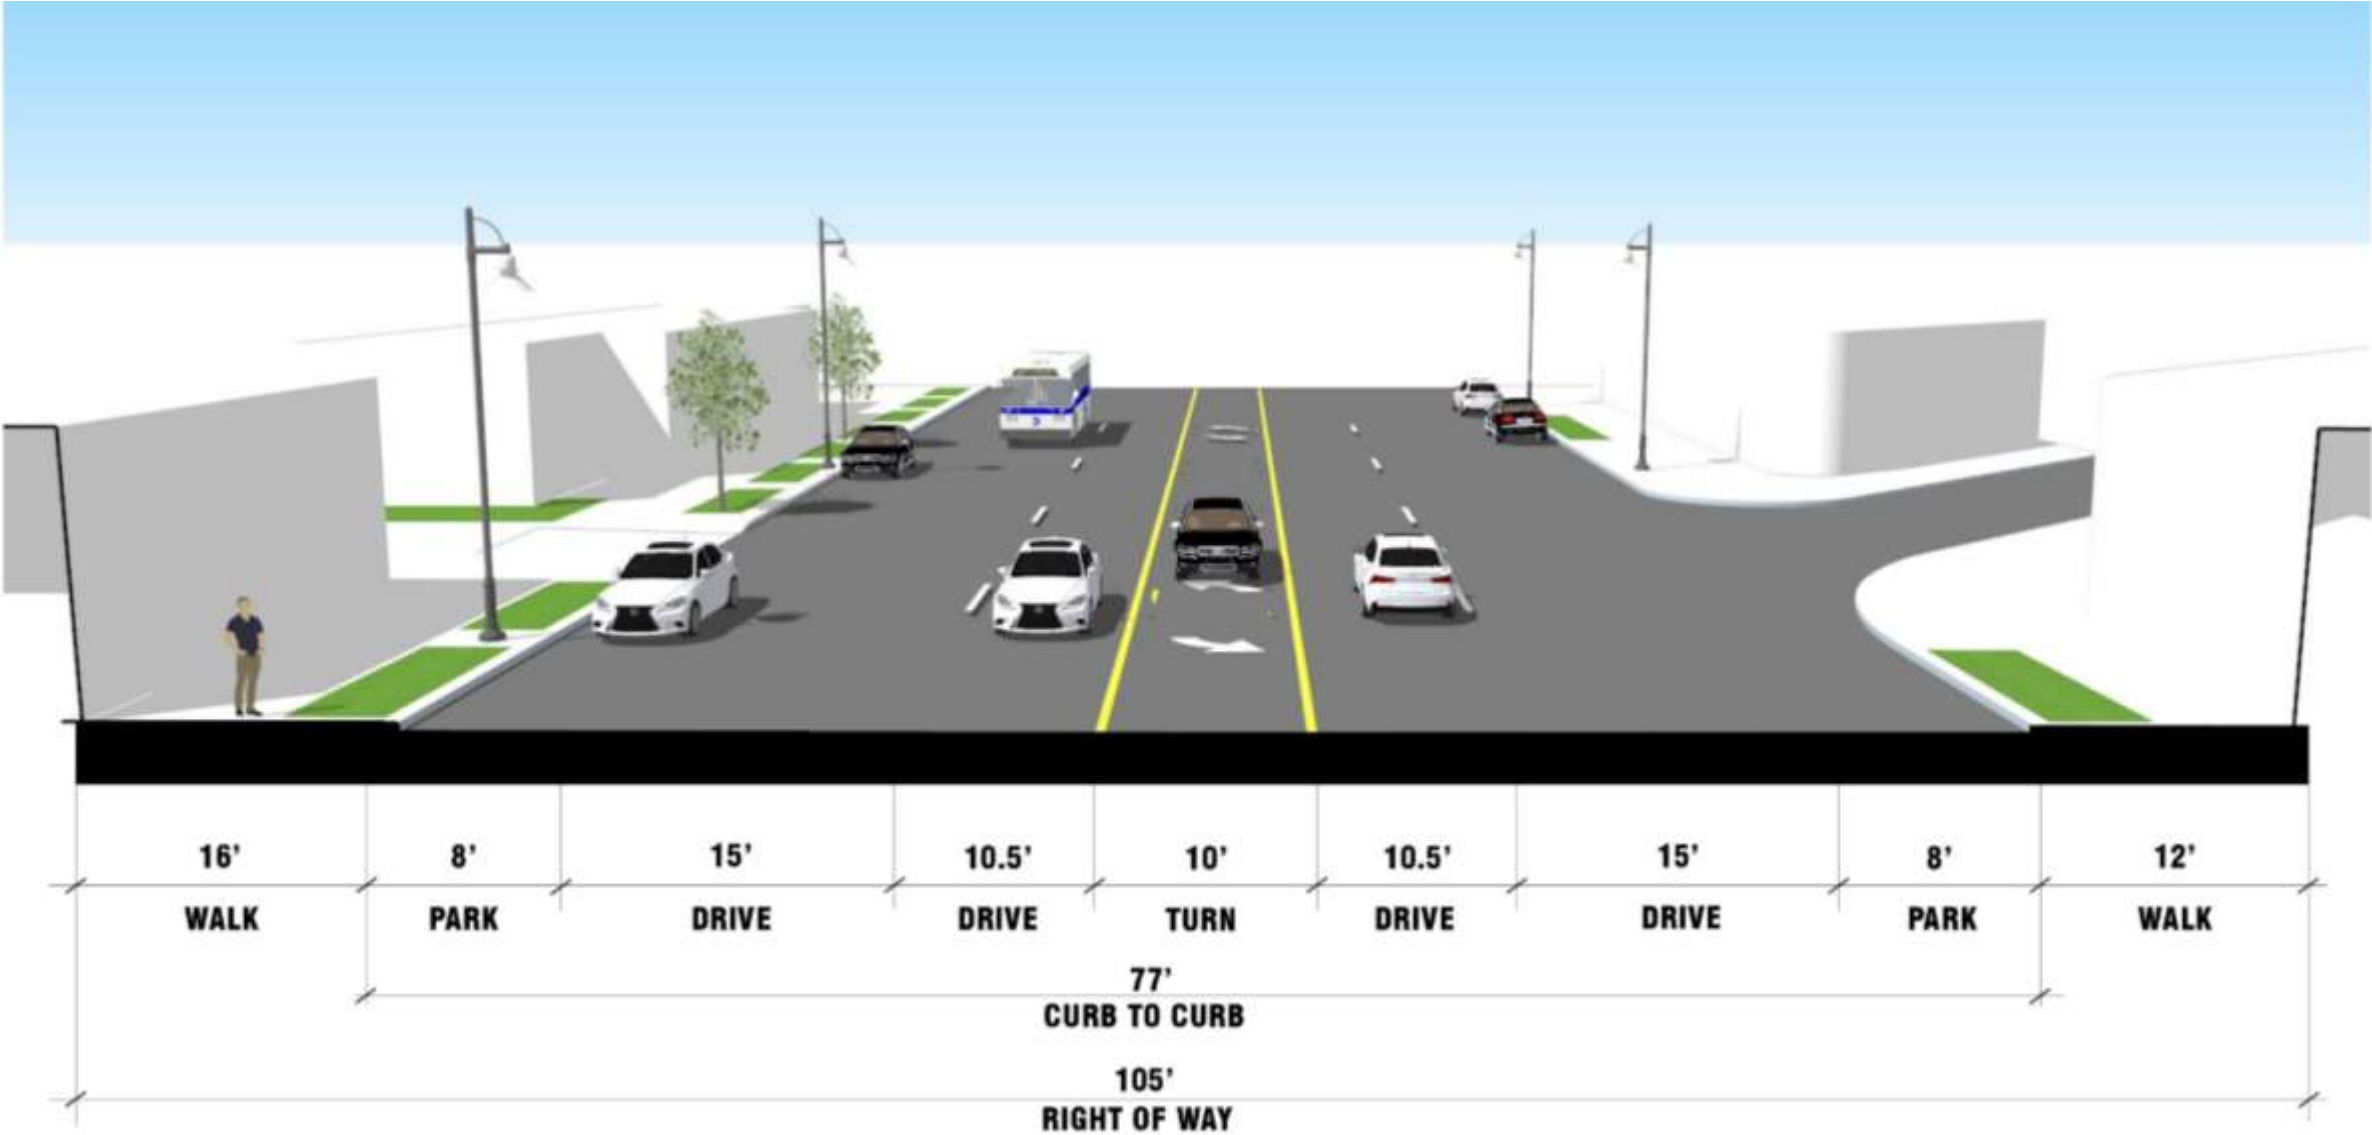 16’ 8’ 15’ 10.5’ 10’ 10.5’ 15’ 8’ 12’
WALK PARK DRIVE DRIVE TURN DRIVE DRIVE PARK WALK
77’
CURB TO CURB
105’
RIGHT OF WAY